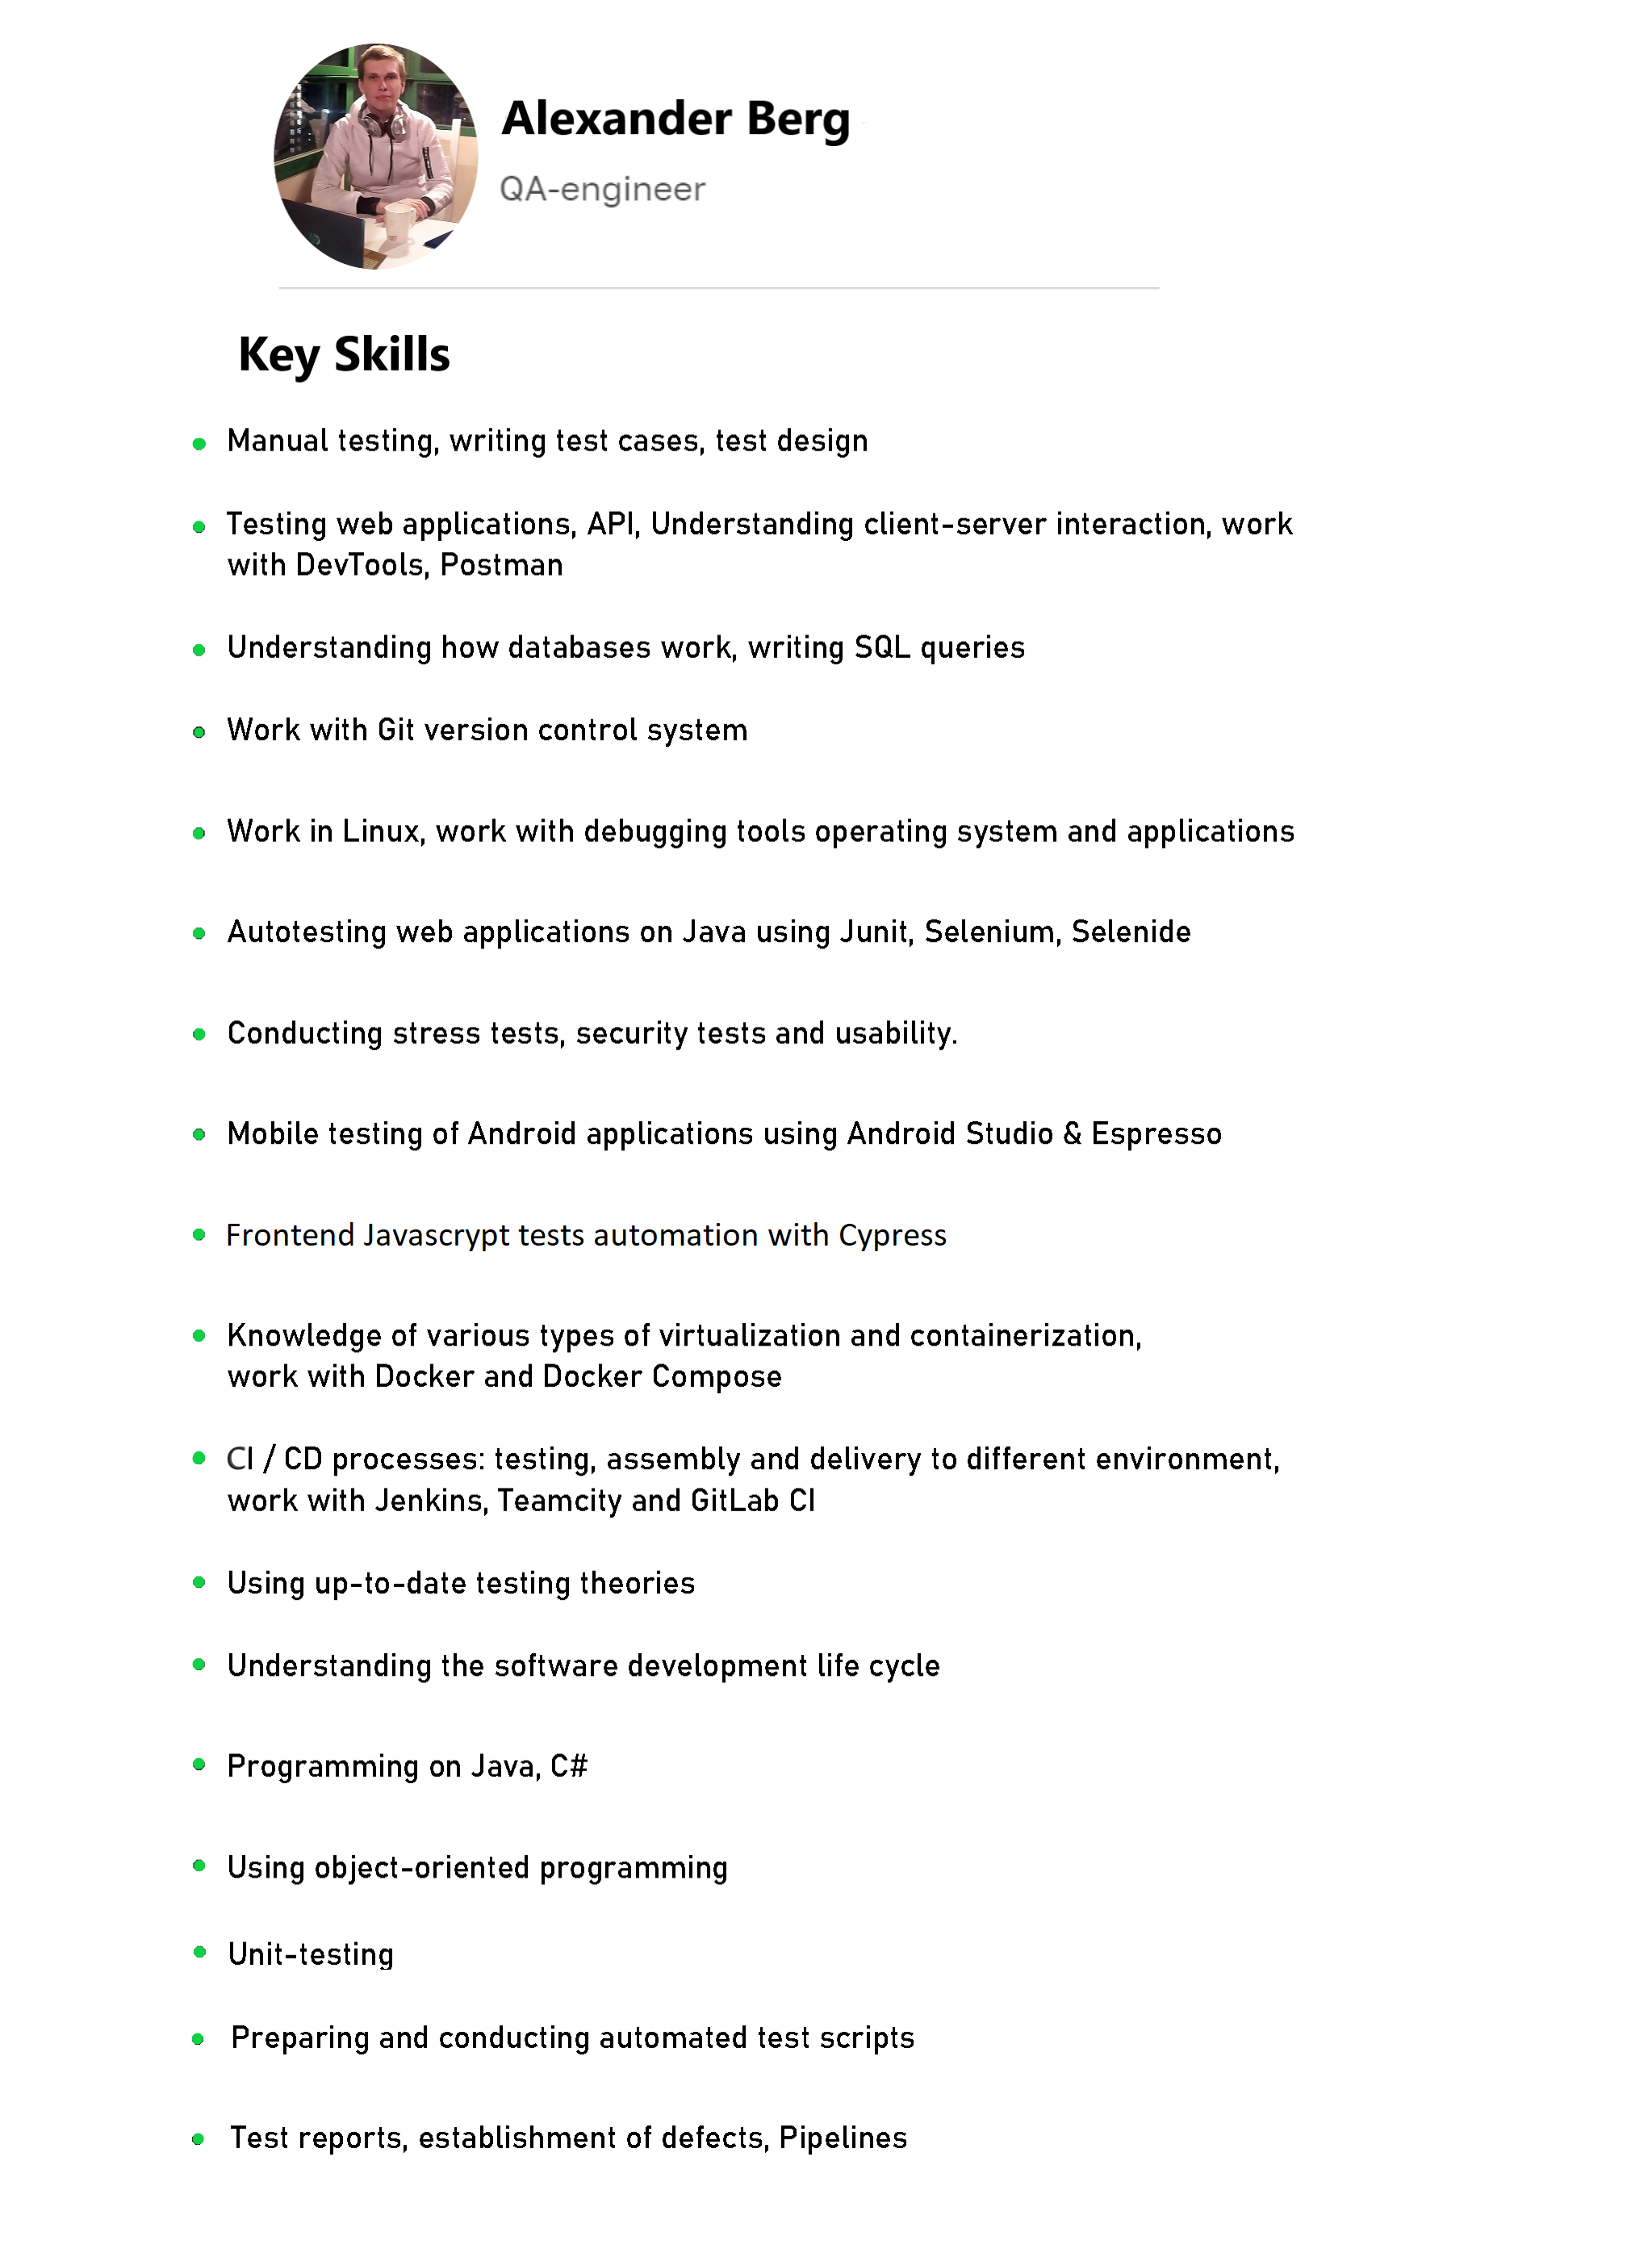 Alexander Berg
QA-engineer
Key Skills
Manual testing, writing test cases, test design
Testing web applications, API, Understanding client-server interaction, work
with DevTools, Postman
Understanding how databases work, writing SQL queries
Work with Git version control system
Work in Linux, work with debugging tools operating system and applications
Autotesting web applications on Java using Junit, Selenium, Selenide
Conducting stress tests, security tests and usability.
Mobile testing of Android applications using Android Studio & Espresso
Frontend Javascrypt tests automation with Cypress
Knowledge of various types of virtualization and containerization,
work with Docker and Docker Compose
CI / CD processes: testing, assembly and delivery to different environment,
work with Jenkins, Teamcity and GitLab CI
Using up-to-date testing theories
Understanding the software development life cycle
Programming on Java, C#
Using object-oriented programming
Unit-testing
Preparing and conducting automated test scripts
Test reports, establishment of defects, Pipelines